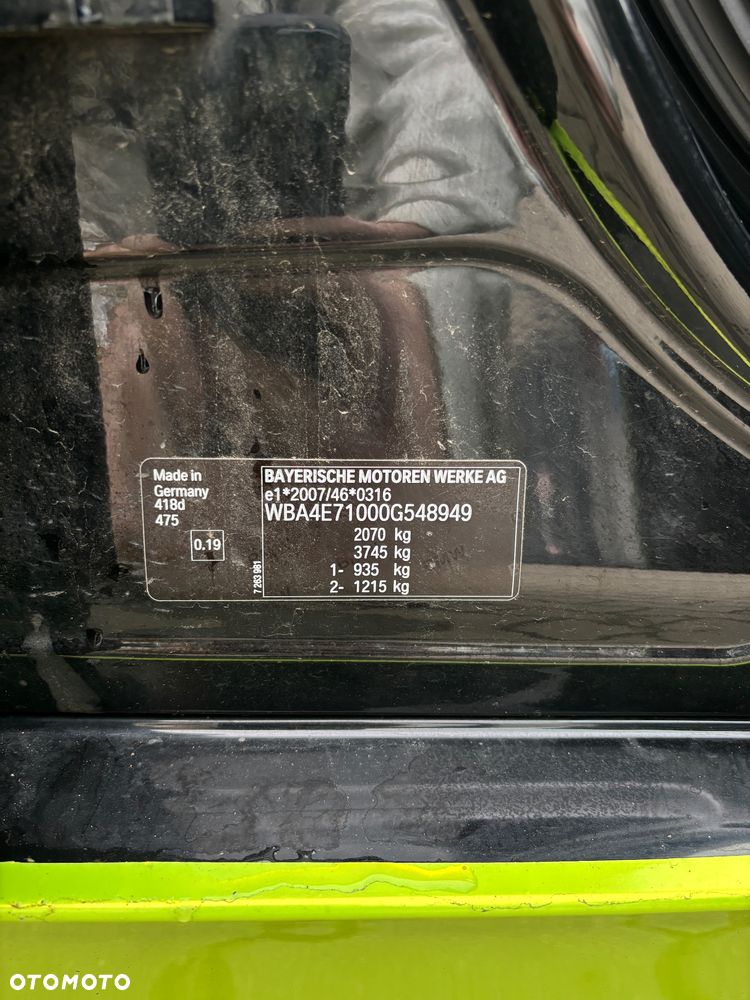 Made in
Germany
418d
475
0.19
BAYERISCHE MOTOREN WERKE AG
e1*2007/46*0316
WBA4E71000G548949
2070 kg
3745 kg
1- 935 kg
2- 1215 kg
7 263 981
OTOMOTO